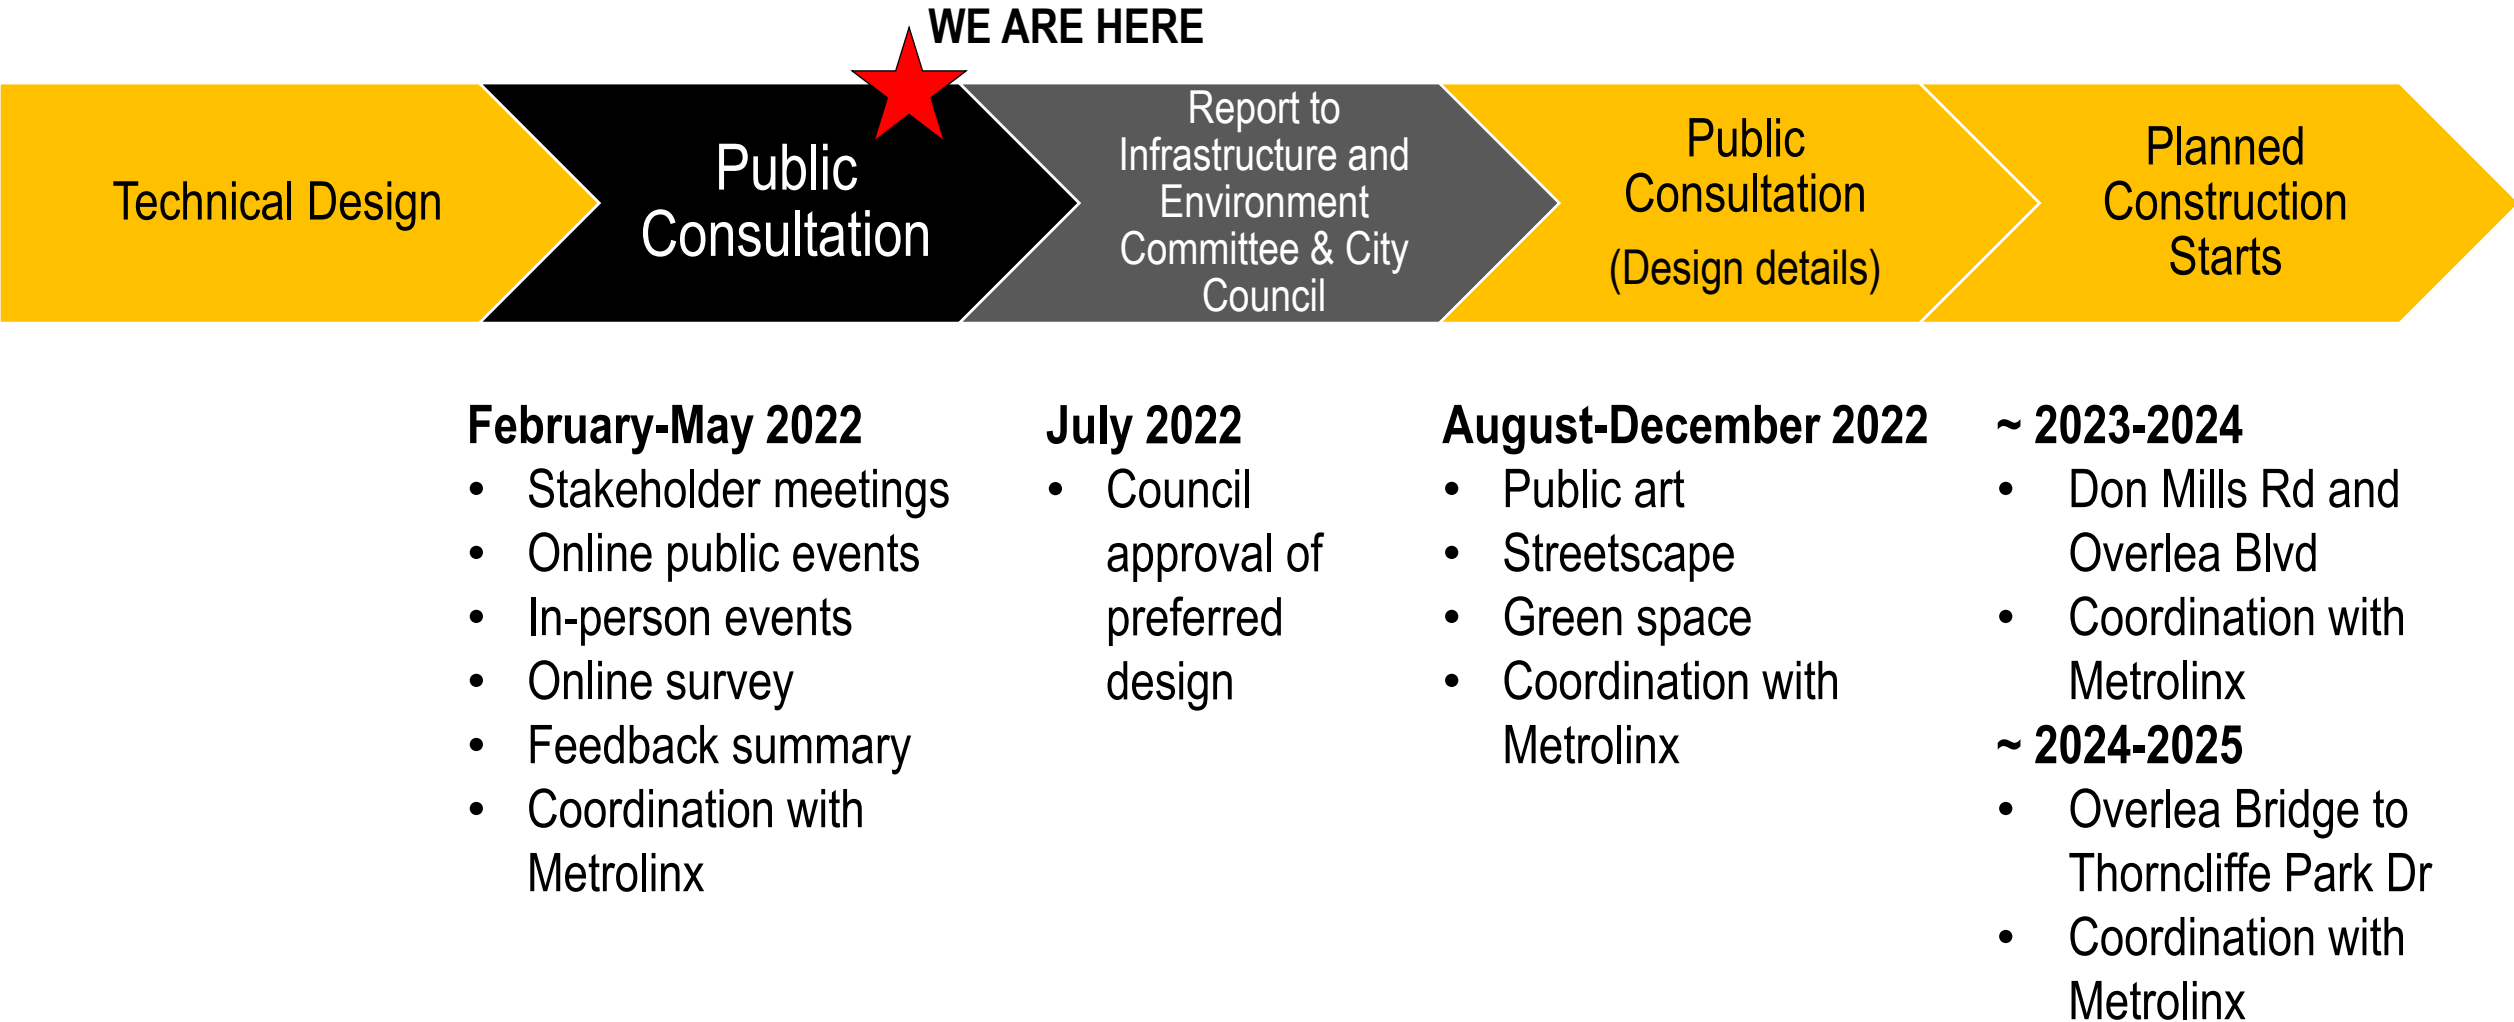 WE ARE HERE
Technical Design
Public
Consultation
Report to
Infrastructure and
Environment
Committee & City
Council
Public
Consultation
(Design details)
Planned
Construction
Starts
February-May 2022
• Stakeholder meetings
• Online public events
• In-person events
• Online survey
• Feedback summary
• Coordination with
Metrolinx
July 2022
• Council
approval of
preferred
design
August-December 2022
• Public art
• Streetscape
• Green space
• Coordination with
Metrolinx
~ 2023-2024
• Don Mills Rd and
Overlea Blvd
• Coordination with
Metrolinx
~ 2024-2025
• Overlea Bridge to
Thorncliffe Park Dr
• Coordination with
Metrolinx